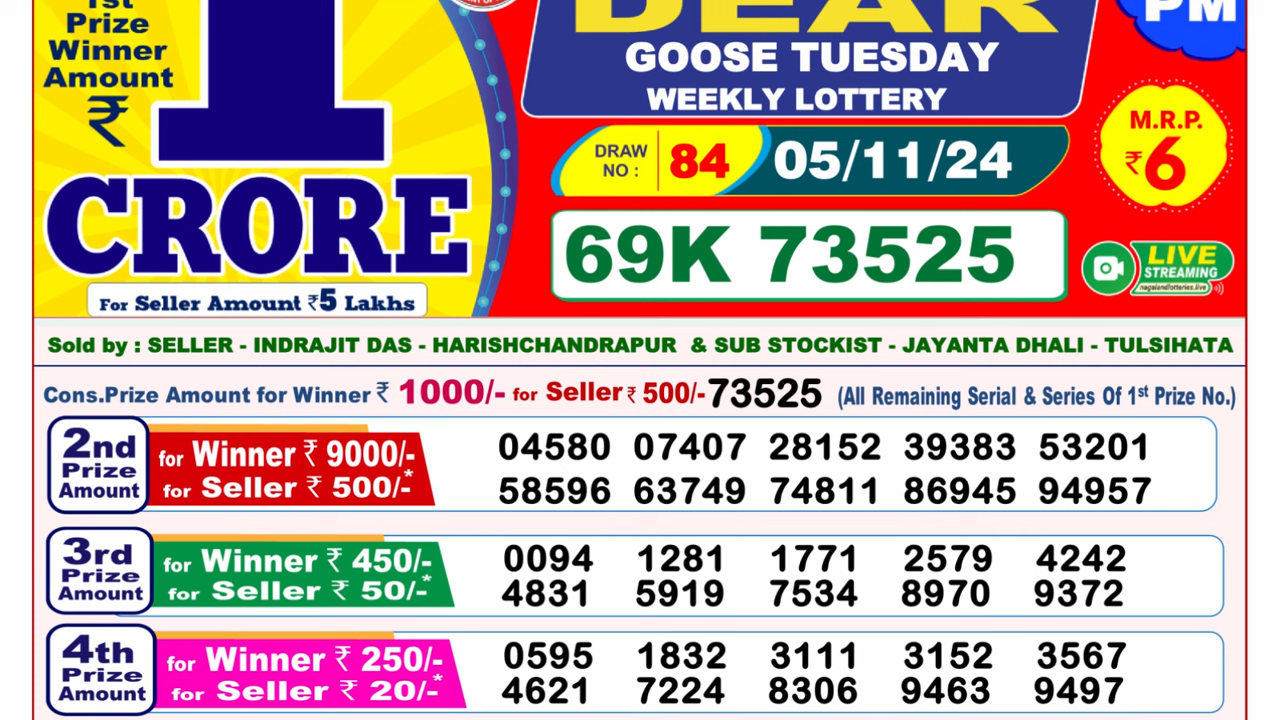 1st
Prize
Winner
Amount
₹
1
CRORE
For Seller Amount ₹5 Lakhs
DEAR
GOOSE TUESDAY
WEEKLY LOTTERY
PM
DRAW NO : 84 05/11/24
M.R.P.
₹6
69K 73525
LIVE
STREAMING
nagalandlotteries.live
Sold by : SELLER - INDRAJIT DAS - HARISHCHANDRAPUR & SUB STOCKIST - JAYANTA DHALI - TULSIHATA
Cons.Prize Amount for Winner ₹ 1000/- for Seller ₹ 500/- 73525 (All Remaining Serial & Series Of 1st Prize No.)
2nd
Prize
Amount
for Winner ₹ 9000/-
for Seller ₹ 500/-*
04580 07407 28152 39383 53201
58596 63749 74811 86945 94957
3rd
Prize
Amount
for Winner ₹ 450/-
for Seller ₹ 50/-*
0094 1281 1771 2579 4242
4831 5919 7534 8970 9372
4th
Prize
Amount
for Winner ₹ 250/-
for Seller ₹ 20/-*
0595 1832 3111 3152 3567
4621 7224 8306 9463 9497